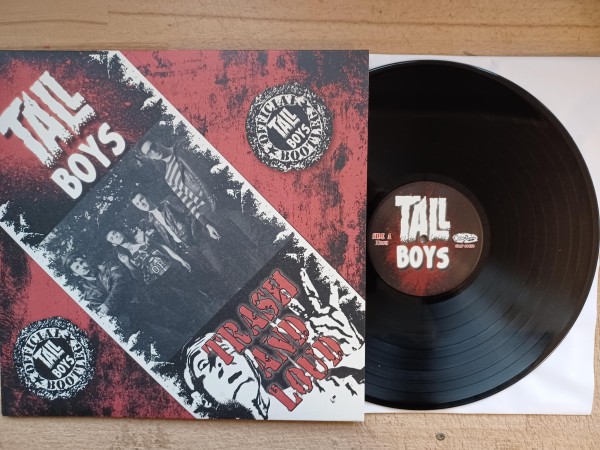 TALL
BOYS
OFFICIAL
TALL
BOYS
BOOTLEG
OFFICIAL
TALL
BOYS
BOOTLEG
TRASH
AND
LOUD
TALL
BOYS
SIDE A